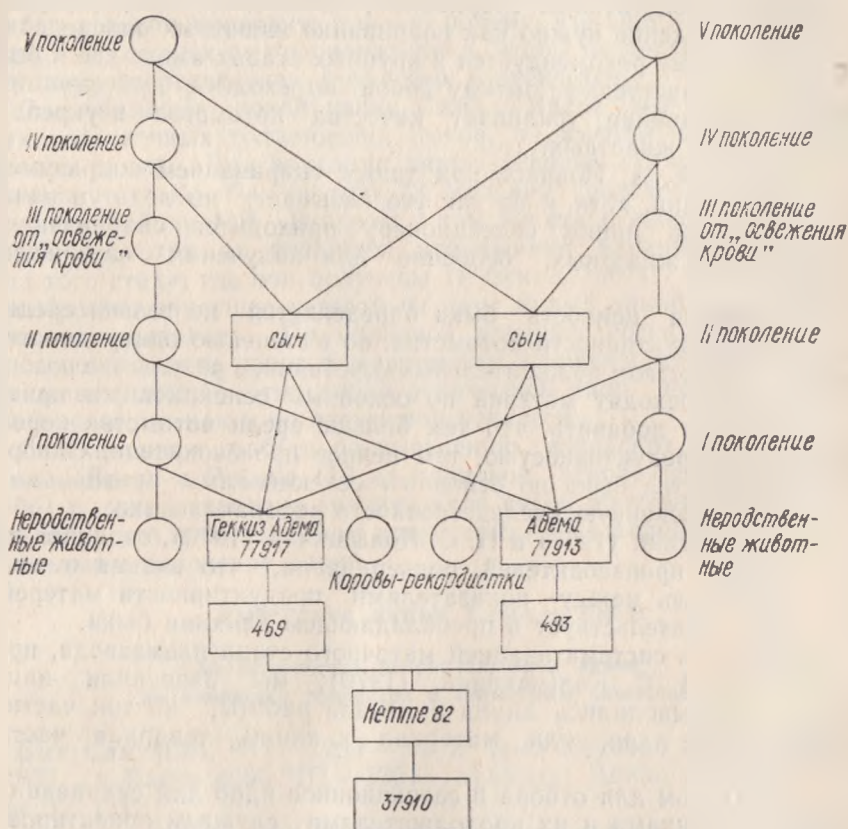 V поколение
V поколение
IV поколение
IV поколение
III поколение
от „освеже-
ния крови"
III поколение
от „освежения
крови"
II поколение
сын
сын
II поколение
I поколение
I поколение
Неродствен-
ные живот-
ные
Геккиз Адема
77917
Адема
77913
Неродствен-
ные живот-
ные
Коровы-рекордистки
469
493
Нетте 82
37910